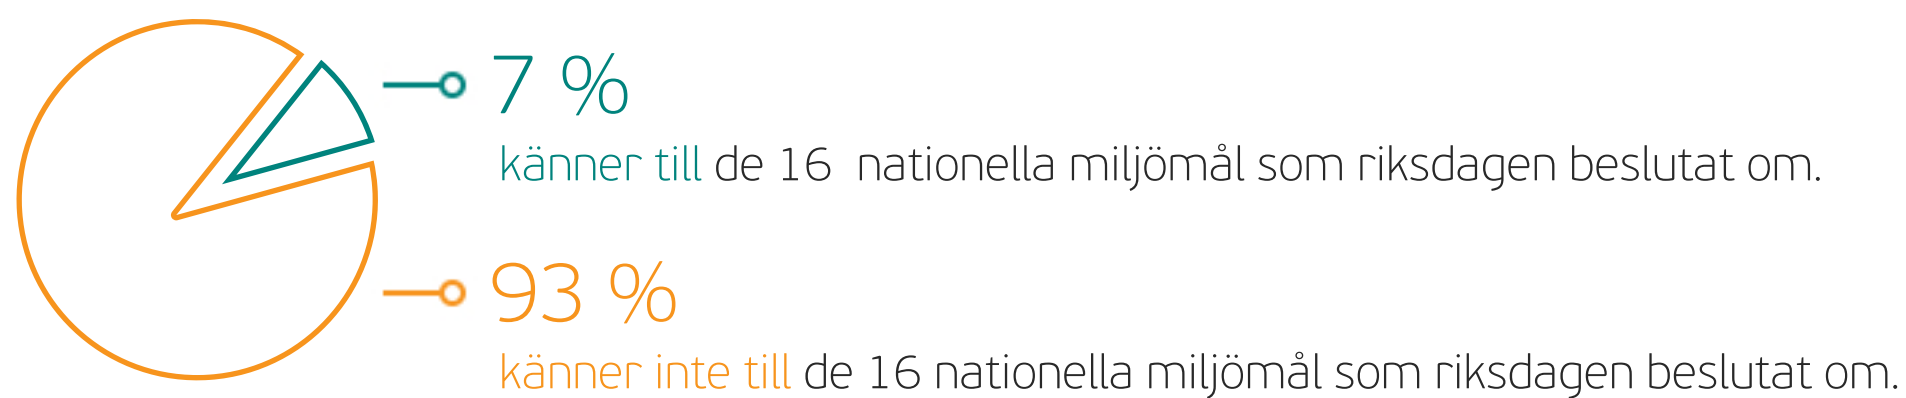 7 %
känner till de 16 nationella miljömål som riksdagen beslutat om.
93 %
känner inte till de 16 nationella miljömål som riksdagen beslutat om.